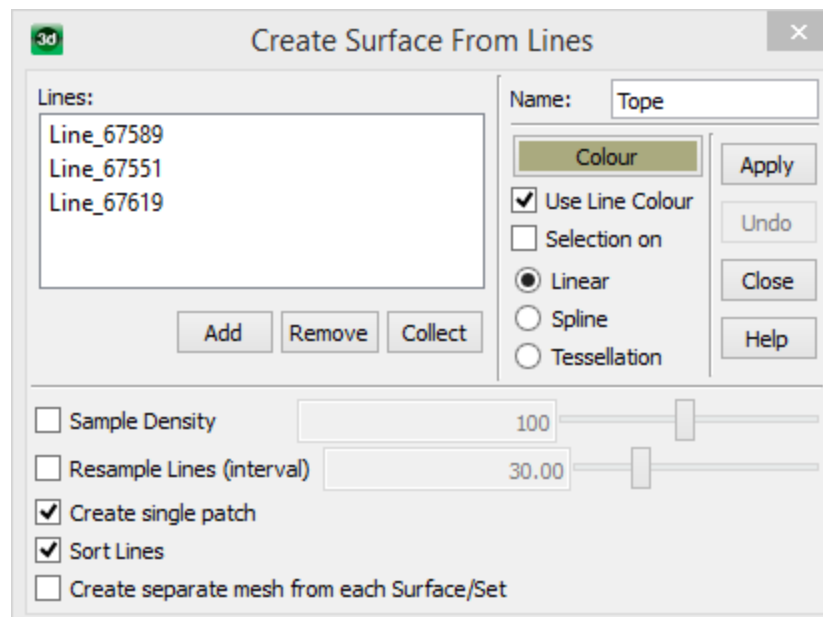 3d
Create Surface From Lines
Lines:
Line_67589
Line_67551
Line_67619
Add
Remove
Collect
Name:
Tope
Colour
Use Line Colour
Selection on
Linear
Spline
Tessellation
Apply
Undo
Close
Help
Sample Density
100
Resample Lines (interval)
30.00
Create single patch
Sort Lines
Create separate mesh from each Surface/Set